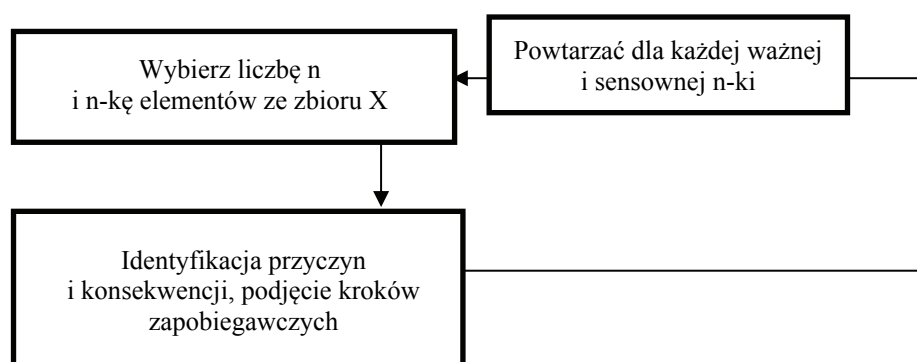 Wybierz liczbę n
i n-kę elementów ze zbioru X
Powtarzać dla każdej ważnej
i sensownej n-ki
Identyfikacja przyczyn
i konsekwencji, podjęcie kroków
zapobiegawczych